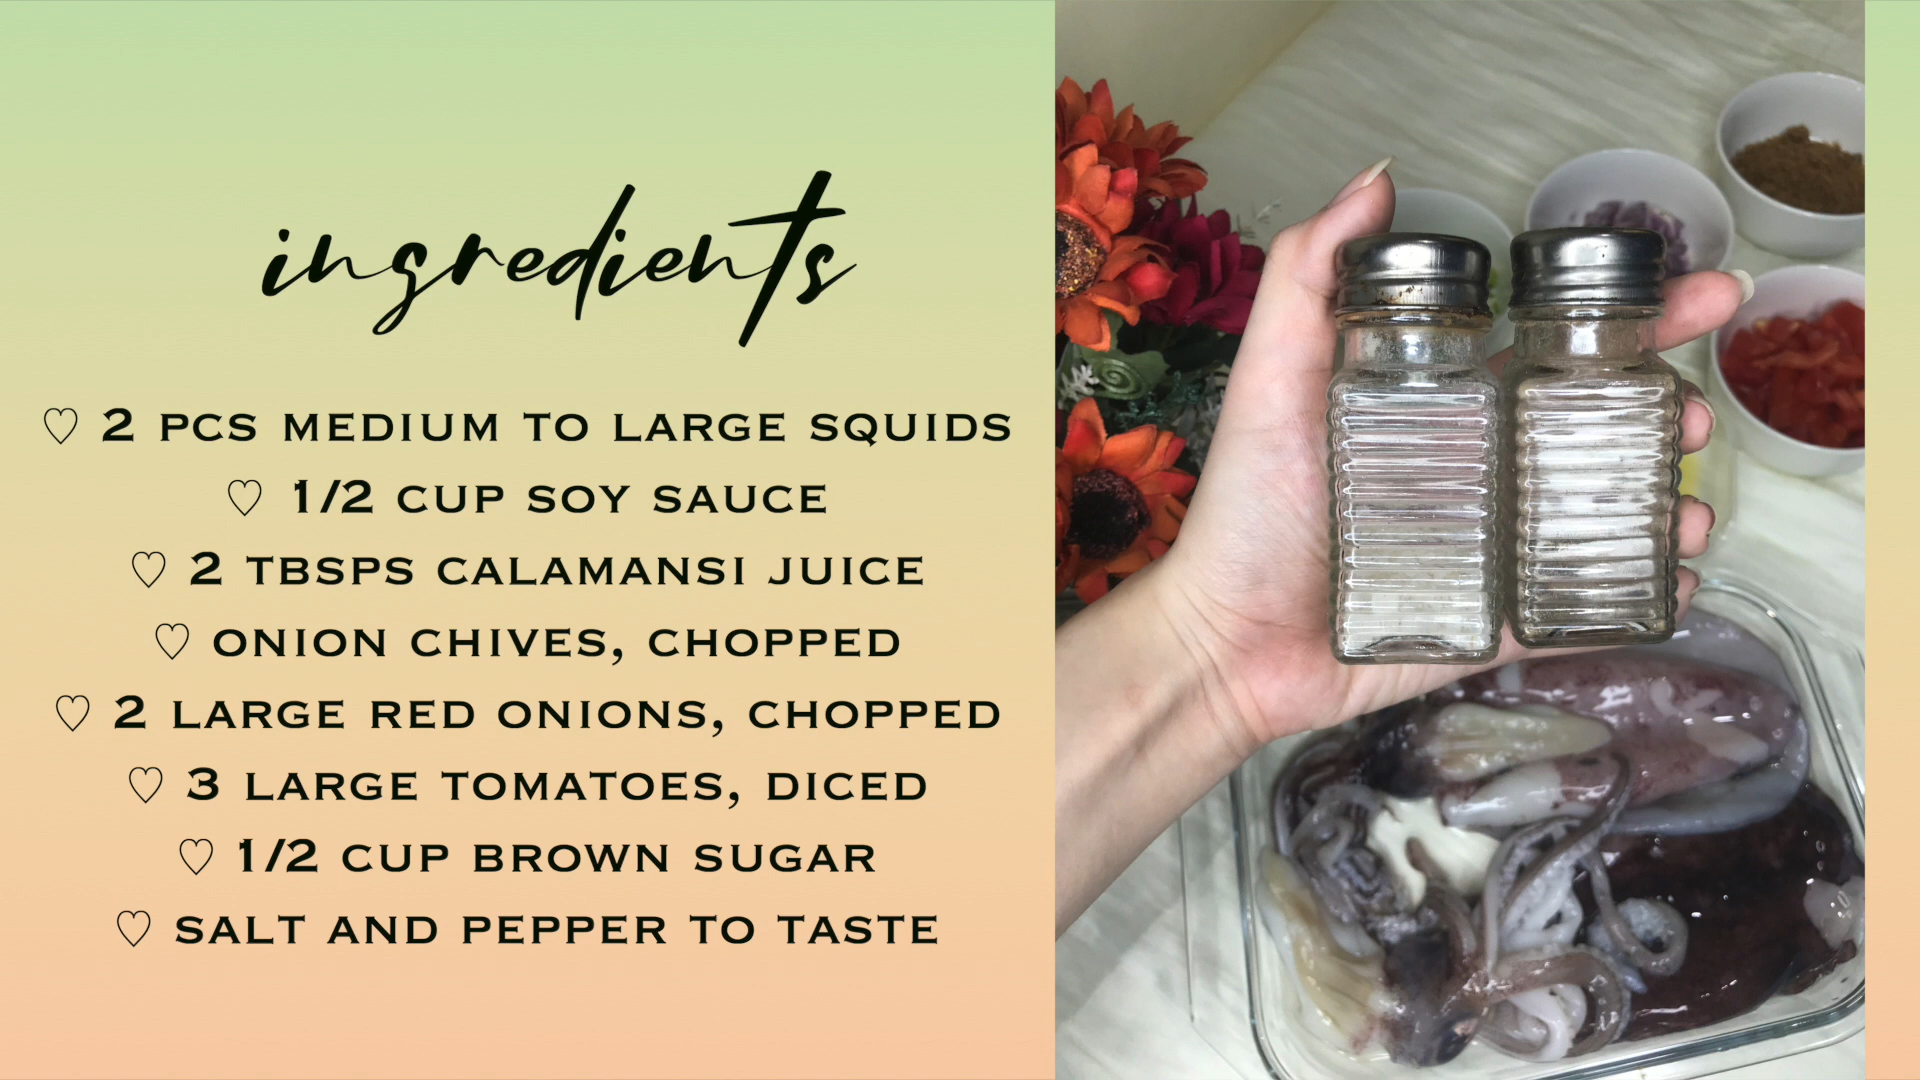 ingredients
♡ 2 PCS MEDIUM TO LARGE SQUIDS
♡ 1/2 CUP SOY SAUCE
♡ 2 TBSPS CALAMANSI JUICE
♡ ONION CHIVES, CHOPPED
♡ 2 LARGE RED ONIONS, CHOPPED
♡ 3 LARGE TOMATOES, DICED
♡ 1/2 CUP BROWN SUGAR
♡ SALT AND PEPPER TO TASTE